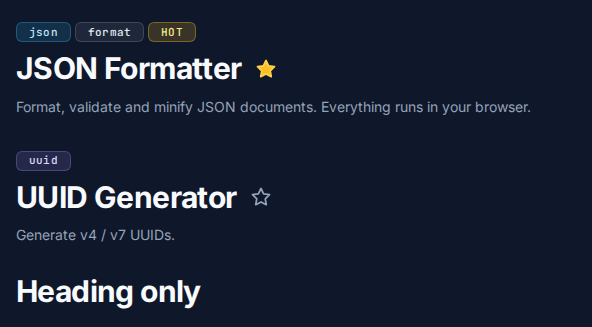 json format HOT
JSON Formatter
Format, validate and minify JSON documents. Everything runs in your browser.
uuid
UUID Generator
Generate v4 / v7 UUIDs.
Heading only